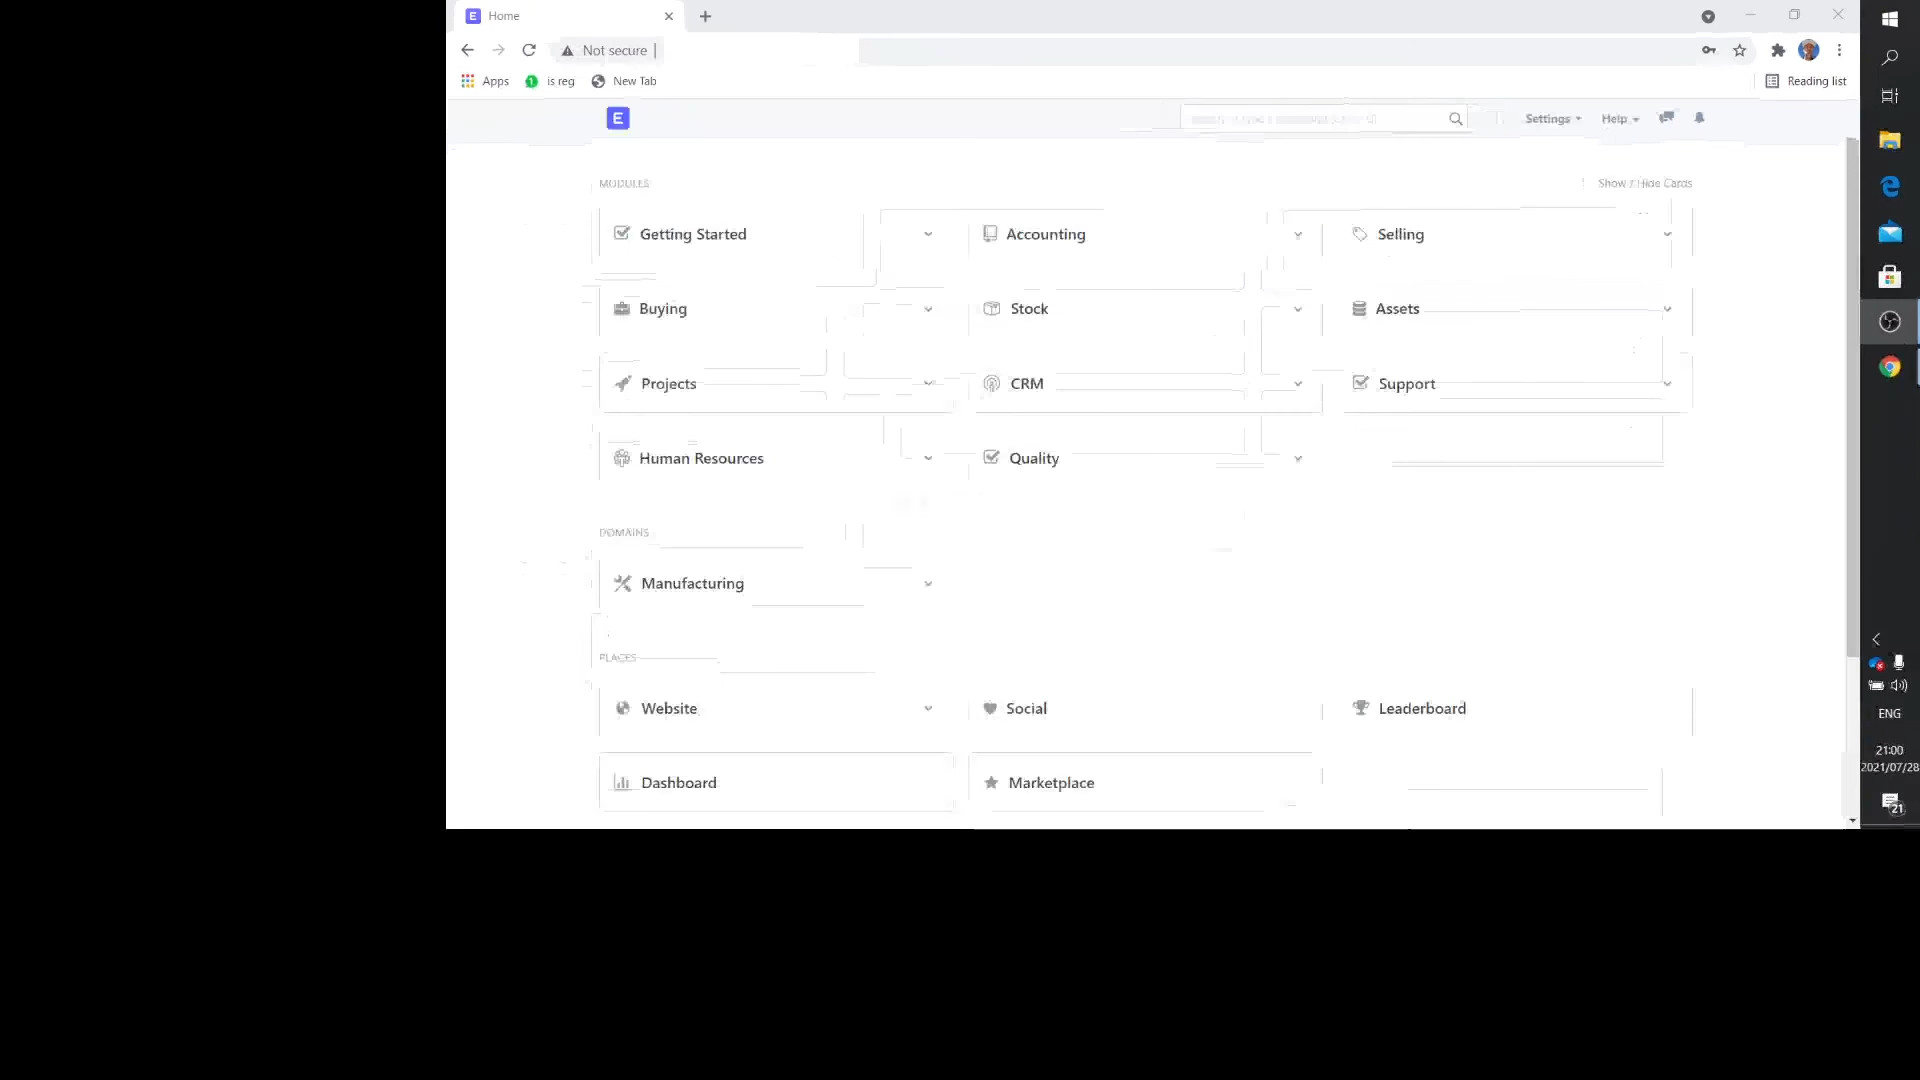 E Home
Not secure
Apps 1 is reg New Tab Reading list
E Settings Help
MODULES Show / Hide Cards
Getting Started Accounting Selling
Buying Stock Assets
Projects CRM Support
Human Resources Quality
DOMAINS
Manufacturing
PLACES
Website Social Leaderboard
Dashboard Marketplace
ENG
21:00
2021/07/28
21